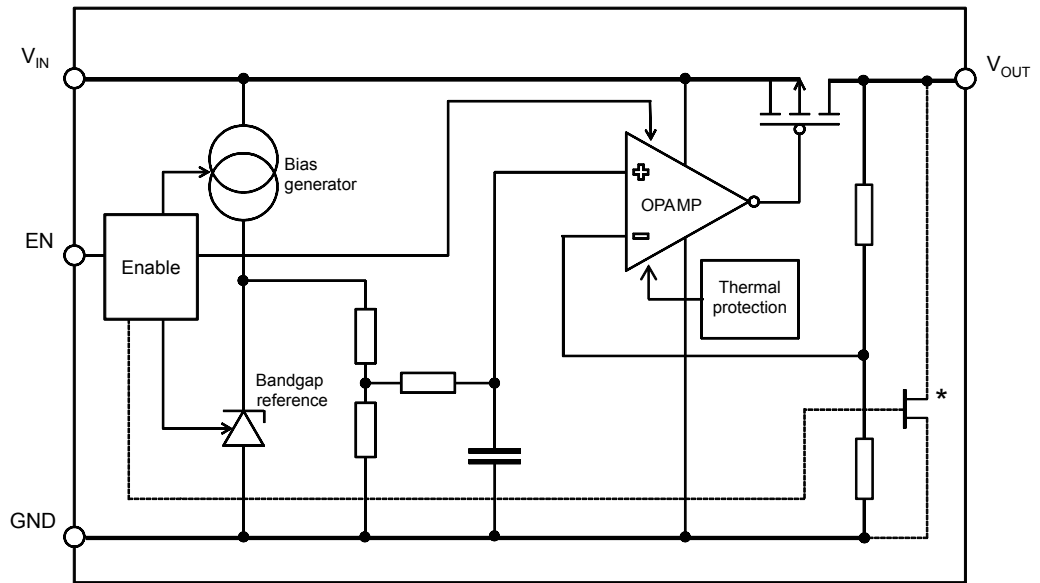 VIN
VOUT
Bias
generator
OPAMP
EN
Enable
Thermal
protection
Bandgap
reference
*
GND